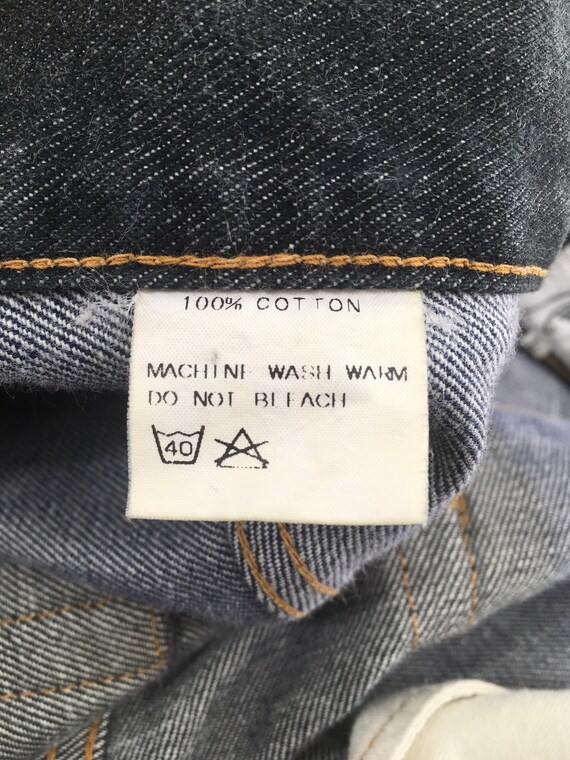 100% COTTON
MACHINE WASH WARM
DO NOT BLEACH
40